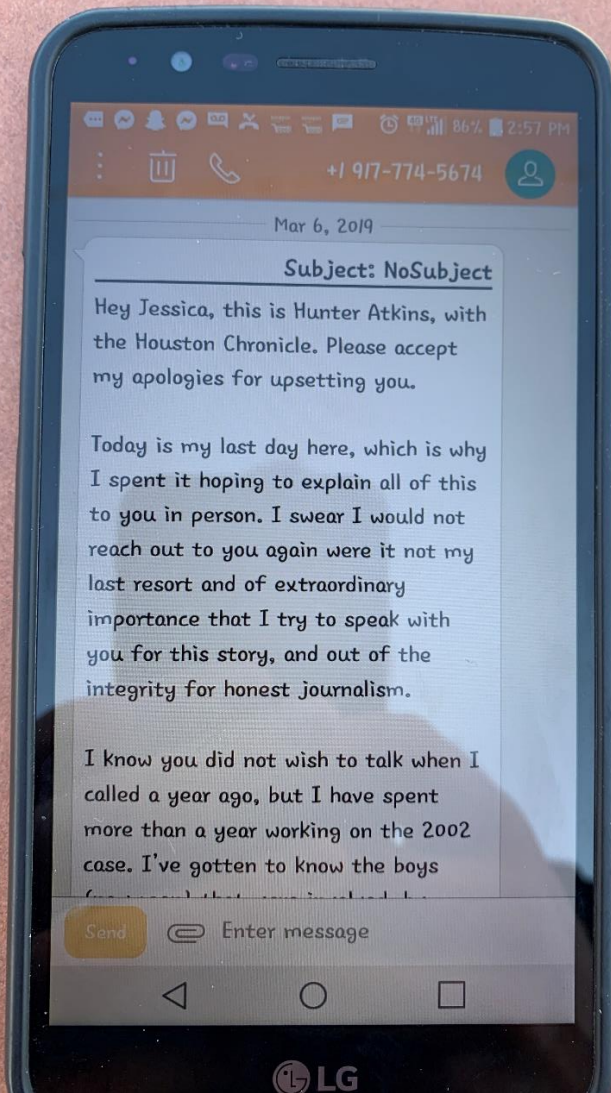 86% 2:57 PM
+1 917-774-5674
Mar 6, 2019
Subject: NoSubject
Hey Jessica, this is Hunter Atkins, with
the Houston Chronicle. Please accept
my apologies for upsetting you.
Today is my last day here, which is why
I spent it hoping to explain all of this
to you in person. I swear I would not
reach out to you again were it not my
last resort and of extraordinary
importance that I try to speak with
you for this story, and out of the
integrity for honest journalism.
I know you did not wish to talk when I
called a year ago, but I have spent
more than a year working on the 2002
case. I've gotten to know the boys
Send Enter message
LG